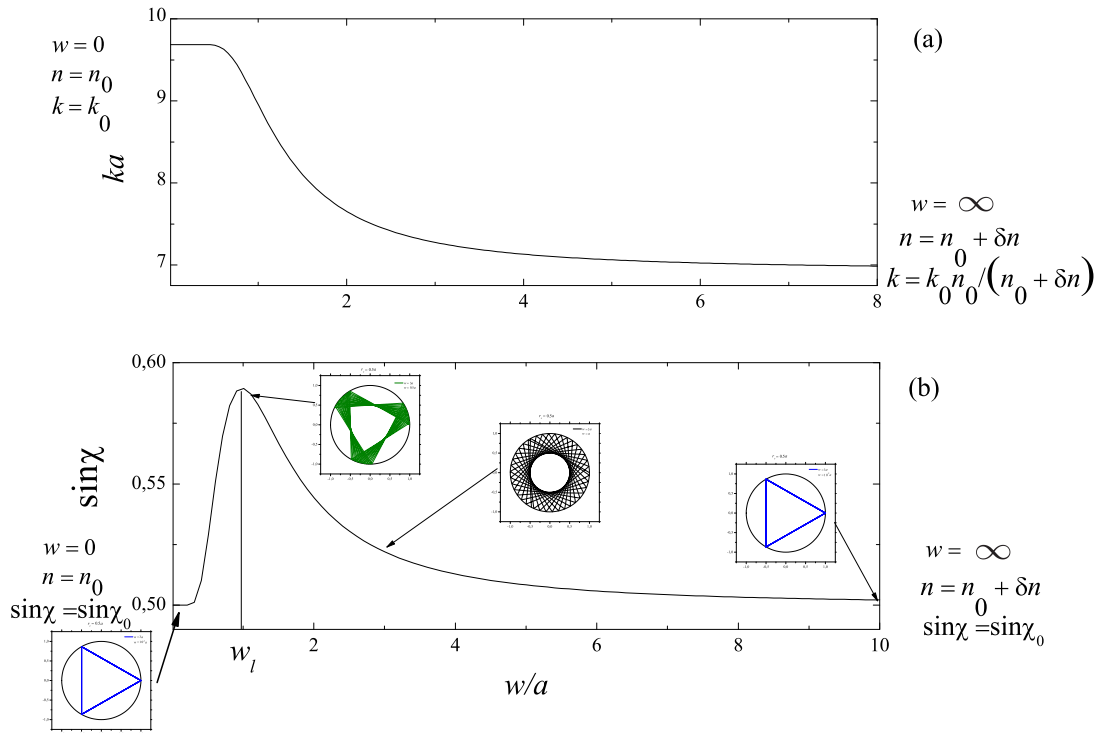 10
9
8
7
ka
w = 0
n = n0
k = k0
(a)
w = ∞
n = n0 + δn
k = k0n0/(n0 + δn)
2
4
6
8
0,60
0,55
0,50
sinχ
(b)
w = 0
n = n0
sinχ = sinχ0
w = ∞
n = n0 + δn
sinχ = sinχ0
wl
2
4
6
8
10
w/a